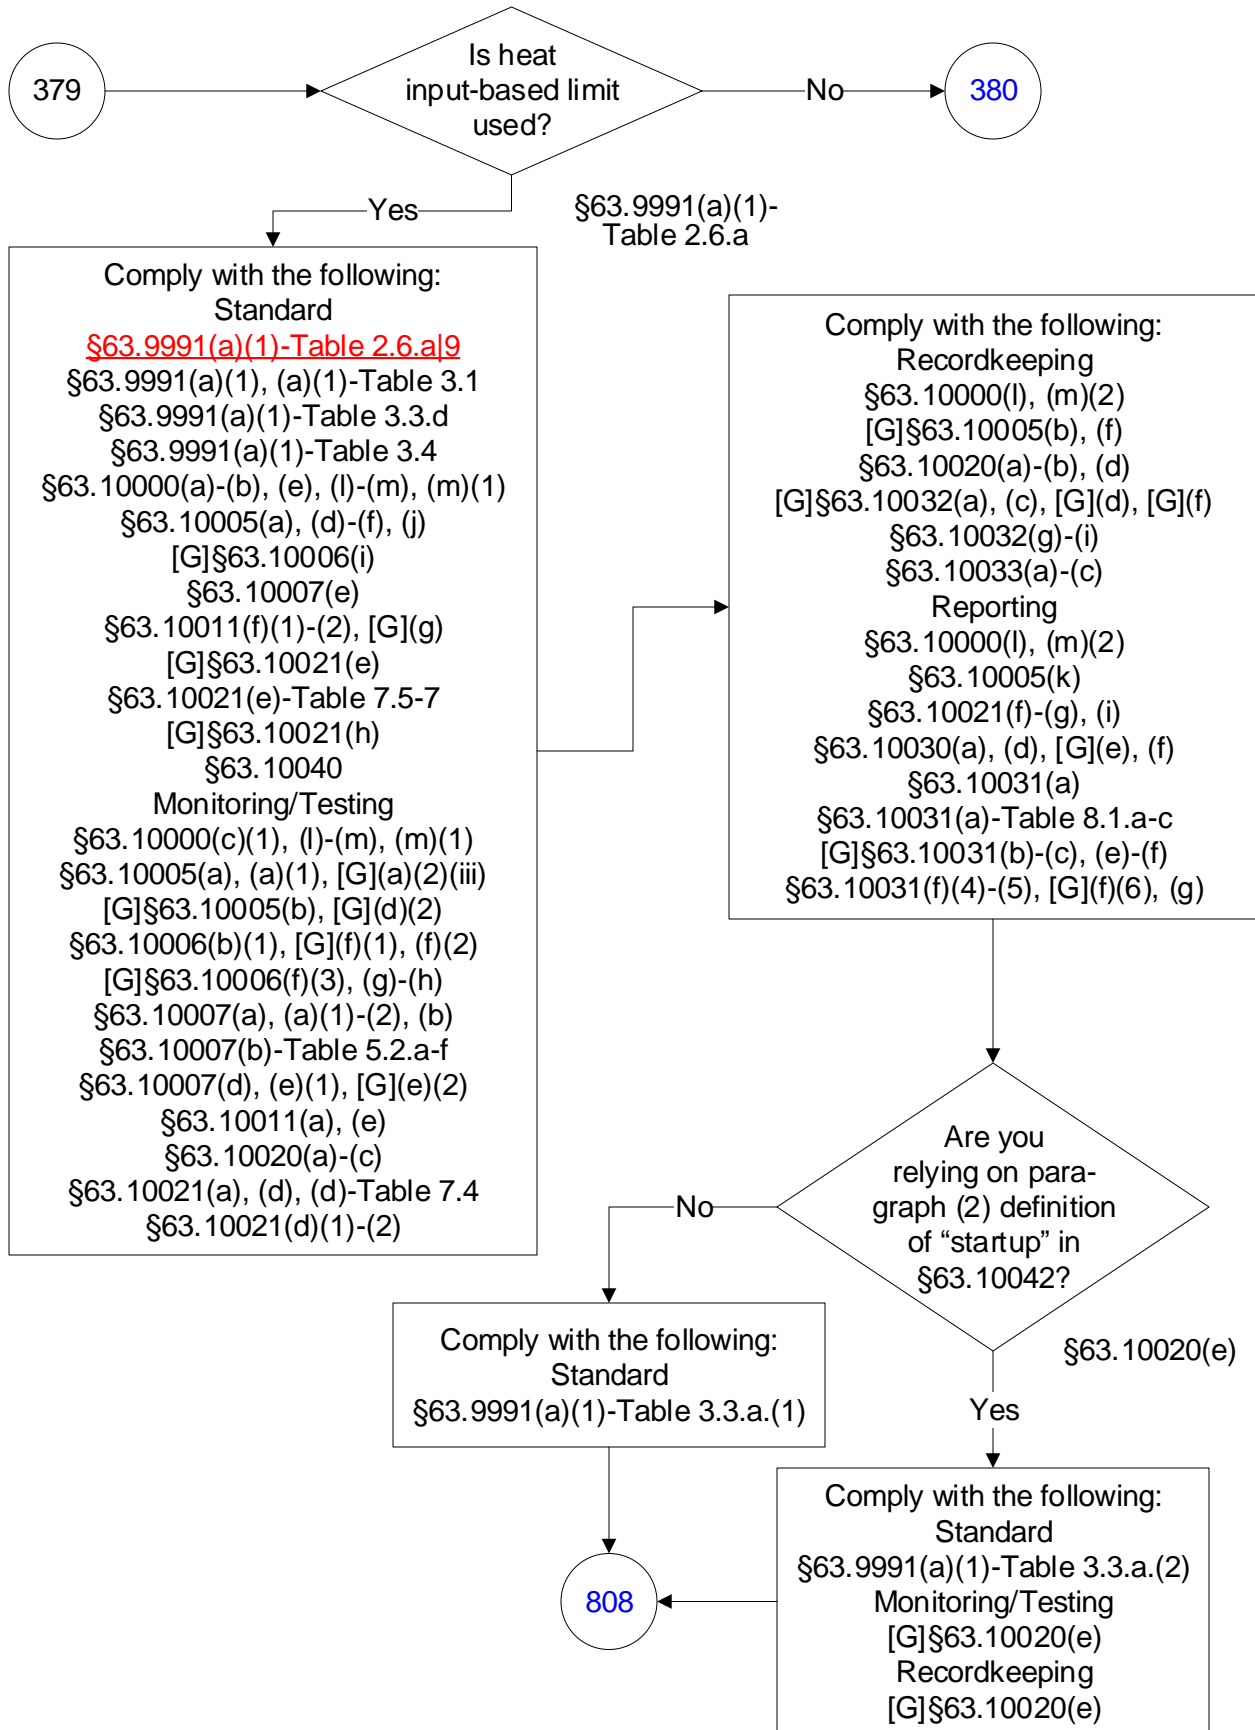 379
Is heat
input-based limit
used?
No
380
Yes
§63.9991(a)(1)-
Table 2.6.a
Comply with the following:
Standard
§63.9991(a)(1)-Table 2.6.a|9
§63.9991(a)(1), (a)(1)-Table 3.1
§63.9991(a)(1)-Table 3.3.d
§63.9991(a)(1)-Table 3.4
§63.10000(a)-(b), (e), (l)-(m), (m)(1)
§63.10005(a), (d)-(f), (j)
[G]§63.10006(i)
§63.10007(e)
§63.10011(f)(1)-(2), [G](g)
[G]§63.10021(e)
§63.10021(e)-Table 7.5-7
[G]§63.10021(h)
§63.10040
Monitoring/Testing
§63.10000(c)(1), (l)-(m), (m)(1)
§63.10005(a), (a)(1), [G](a)(2)(iii)
[G]§63.10005(b), [G](d)(2)
§63.10006(b)(1), [G](f)(1), (f)(2)
[G]§63.10006(f)(3), (g)-(h)
§63.10007(a), (a)(1)-(2), (b)
§63.10007(b)-Table 5.2.a-f
§63.10007(d), (e)(1), [G](e)(2)
§63.10011(a), (e)
§63.10020(a)-(c)
§63.10021(a), (d), (d)-Table 7.4
§63.10021(d)(1)-(2)
Comply with the following:
Recordkeeping
§63.10000(l), (m)(2)
[G]§63.10005(b), (f)
§63.10020(a)-(b), (d)
[G]§63.10032(a), (c), [G](d), [G](f)
§63.10032(g)-(i)
§63.10033(a)-(c)
Reporting
§63.10000(l), (m)(2)
§63.10005(k)
§63.10021(f)-(g), (i)
§63.10030(a), (d), [G](e), (f)
§63.10031(a)
§63.10031(a)-Table 8.1.a-c
[G]§63.10031(b)-(c), (e)-(f)
§63.10031(f)(4)-(5), [G](f)(6), (g)
Are you
relying on para-
graph (2) definition
of “startup” in
§63.10042?
No
§63.10020(e)
Yes
Comply with the following:
Standard
§63.9991(a)(1)-Table 3.3.a.(1)
Comply with the following:
Standard
§63.9991(a)(1)-Table 3.3.a.(2)
Monitoring/Testing
[G]§63.10020(e)
Recordkeeping
[G]§63.10020(e)
808